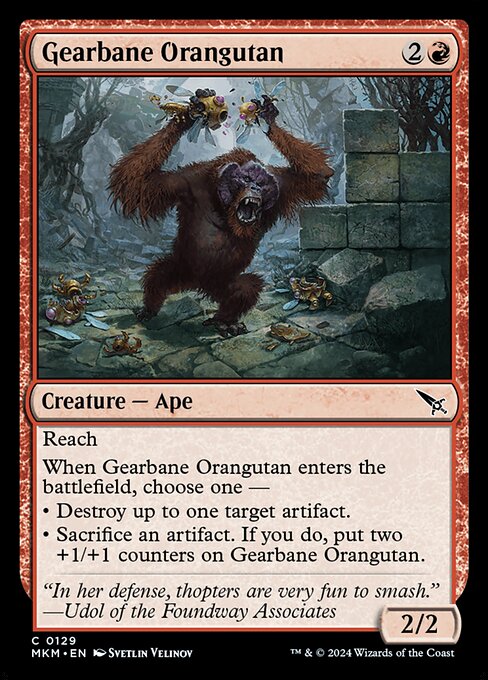 Gearbane Orangutan 2
Creature — Ape
Reach
When Gearbane Orangutan enters the
battlefield, choose one —
• Destroy up to one target artifact.
• Sacrifice an artifact. If you do, put two
+1/+1 counters on Gearbane Orangutan.
“In her defense, thopters are very fun to smash.”
—Udol of the Foundway Associates
2/2
C 0129
MKM • EN Svetlin Velinov ™ & © 2024 Wizards of the Coast